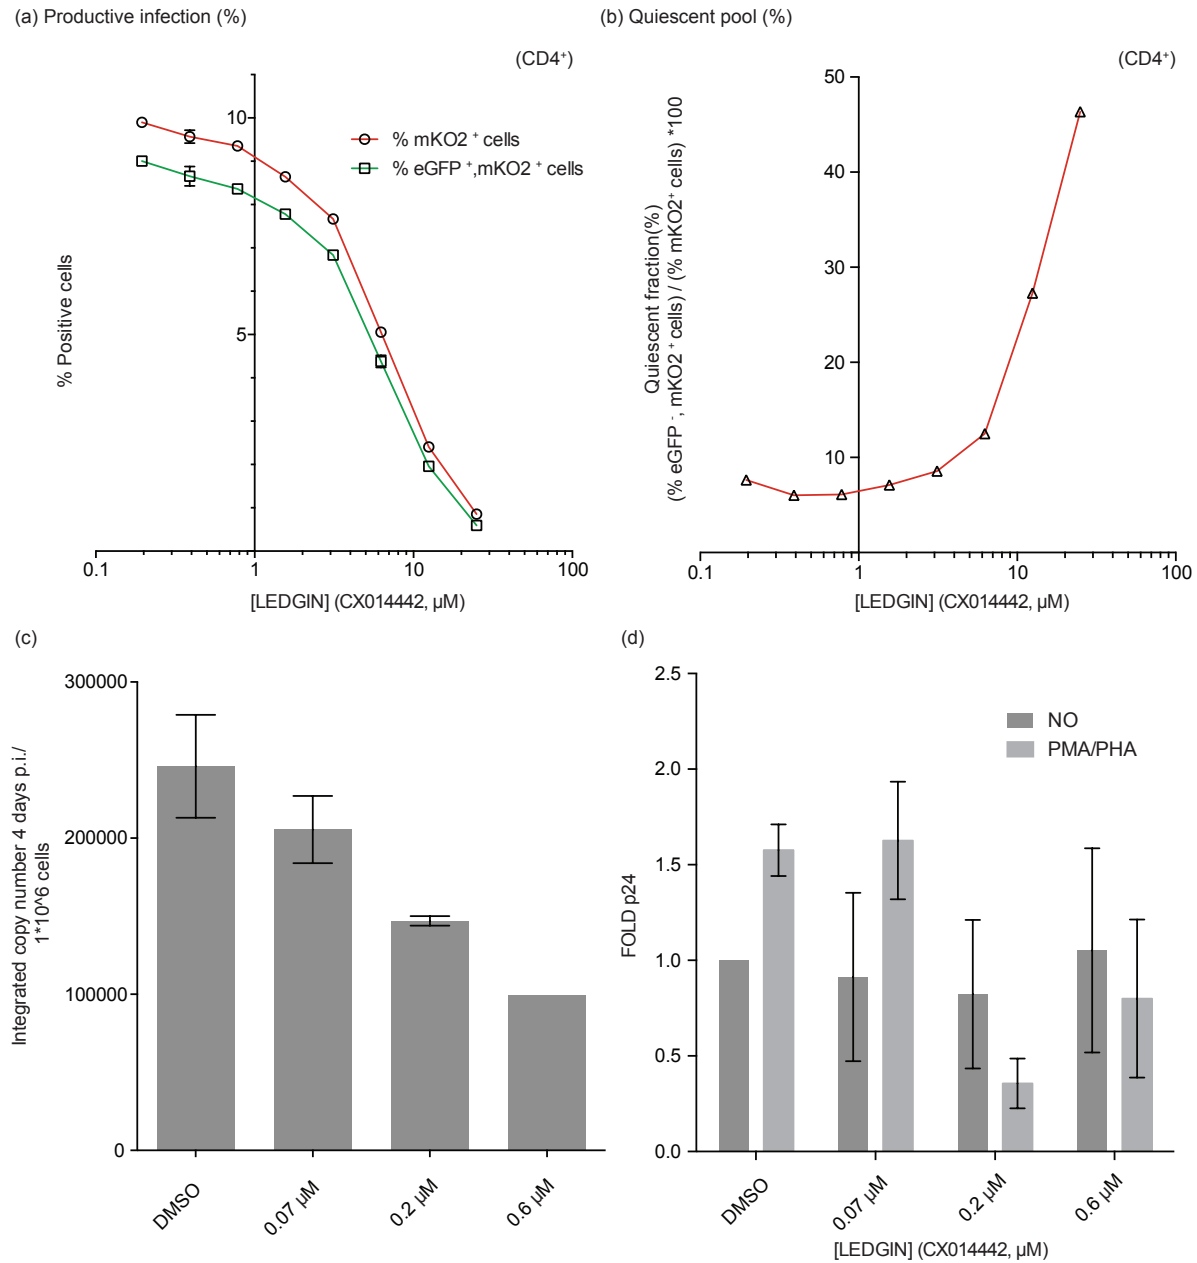 (a) Productive infection (%)
(CD4⁺)
% Positive cells
10
5
% mKO2 ⁺ cells
% eGFP ⁺,mKO2 ⁺ cells
0.1
1
10
100
[LEDGIN] (CX014442, µM)
(b) Quiescent pool (%)
(CD4⁺)
Quiescent fraction(%)
(% eGFP ⁻, mKO2 ⁺ cells) / (% mKO2⁺ cells) *100
50
40
30
20
10
0.1
1
10
100
[LEDGIN] (CX014442, µM)
(c)
Integrated copy number 4 days p.i./
1*10^6 cells
300000
200000
100000
0
DMSO
0.07 µM
0.2 µM
0.6 µM
(d)
FOLD p24
2.5
2.0
1.5
1.0
0.5
0.0
NO
PMA/PHA
DMSO
0.07 µM
0.2 µM
0.6 µM
[LEDGIN] (CX014442, µM)